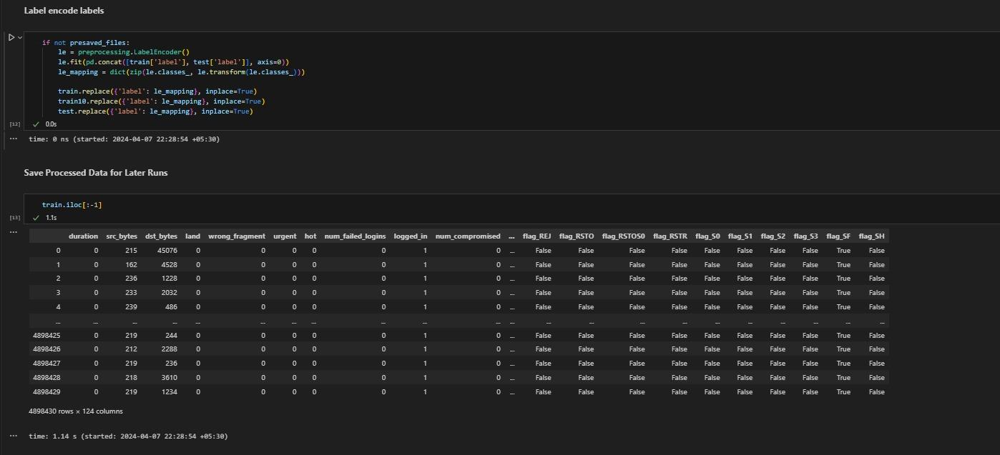 Label encode labels
if not presaved_files:
le = preprocessing.LabelEncoder()
le.fit(pd.concat([train['label'], test['label']], axis=0))
le_mapping = dict(zip(le.classes_, le.transform(le.classes_)))
train.replace({'label': le_mapping}, inplace=True)
train10.replace({'label': le_mapping}, inplace=True)
test.replace({'label': le_mapping}, inplace=True)
[12] ✓ 0.0s
... time: 0 ns (started: 2024-04-07 22:28:54 +05:30)
Save Processed Data for Later Runs
train.iloc[:-1]
[13] ✓ 1.1s
...
duration src_bytes dst_bytes land wrong_fragment urgent hot num_failed_logins logged_in num_compromised ... flag_REJ flag_RSTO flag_RSTOS0 flag_RSTR flag_S0 flag_S1 flag_S2 flag_S3 flag_SF flag_SH
0 0 215 45076 0 0 0 0 0 1 0 ... False False False False False False False False True False
1 0 162 4528 0 0 0 0 0 1 0 ... False False False False False False False False True False
2 0 236 1228 0 0 0 0 0 1 0 ... False False False False False False False False True False
3 0 233 2032 0 0 0 0 0 1 0 ... False False False False False False False False True False
4 0 239 486 0 0 0 0 0 1 0 ... False False False False False False False False True False
... ... ... ... ... ... ... ... ... ... ... ... ... ... ... ... ... ... ... ... ... ...
4898425 0 219 244 0 0 0 0 0 1 0 ... False False False False False False False False True False
4898426 0 212 2288 0 0 0 0 0 1 0 ... False False False False False False False False True False
4898427 0 219 236 0 0 0 0 0 1 0 ... False False False False False False False False True False
4898428 0 218 3610 0 0 0 0 0 1 0 ... False False False False False False False False True False
4898429 0 219 1234 0 0 0 0 0 1 0 ... False False False False False False False False True False
4898430 rows × 124 columns
... time: 1.14 s (started: 2024-04-07 22:28:54 +05:30)